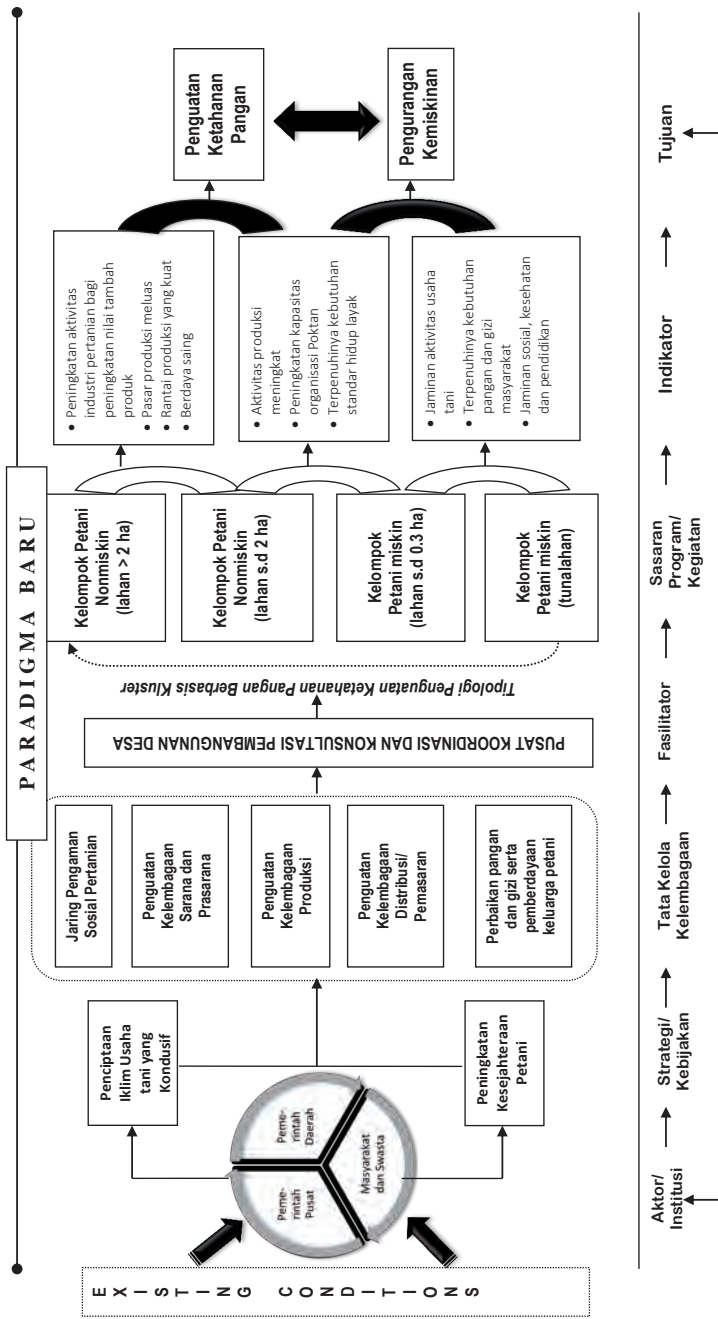 PARADIGMA BARU
EXISTING CONDITIONS
Peme-
rintah
Pusat
Peme-
rintah
Daerah
Masyarakat
dan Swasta
Penciptaan
Iklim Usaha
tani yang
Kondusif
Peningkatan
Kesejahteraan
Petani
Jaring Pengaman
Sosial Pertanian
Penguatan
Kelembagaan
Sarana dan
Prasarana
Penguatan
Kelembagaan
Produksi
Penguatan
Kelembagaan
Distribusi/
Pemasaran
Perbaikan pangan
dan gizi serta
pemberdayaan
keluarga petani
PUSAT KOORDINASI DAN KONSULTASI PEMBANGUNAN DESA
Tipologi Penguatan Ketahanan Pangan Berbasis Kluster
Kelompok Petani
Nonmiskin
(lahan > 2 ha)
Kelompok Petani
Nonmiskin
(lahan s.d 2 ha)
Kelompok
Petani miskin
(lahan s.d 0.3 ha)
Kelompok
Petani miskin
(tunalahan)
• Peningkatan aktivitas
industri pertanian bagi
peningkatan nilai tambah
produk
• Pasar produksi meluas
• Rantai produksi yang kuat
• Berdaya saing
• Aktivitas produksi
meningkat
• Peningkatan kapasitas
organisasi Poktan
• Terpenuhinya kebutuhan
standar hidup layak
• Jaminan aktivitas usaha
tani
• Terpenuhinya kebutuhan
pangan dan gizi
masyarakat
• Jaminan sosial, kesehatan
dan pendidikan
Penguatan
Ketahanan
Pangan
Pengurangan
Kemiskinan
Aktor/
Institusi
Strategi/
Kebijakan
Tata Kelola
Kelembagaan
Fasilitator
Sasaran
Program/
Kegiatan
Indikator
Tujuan